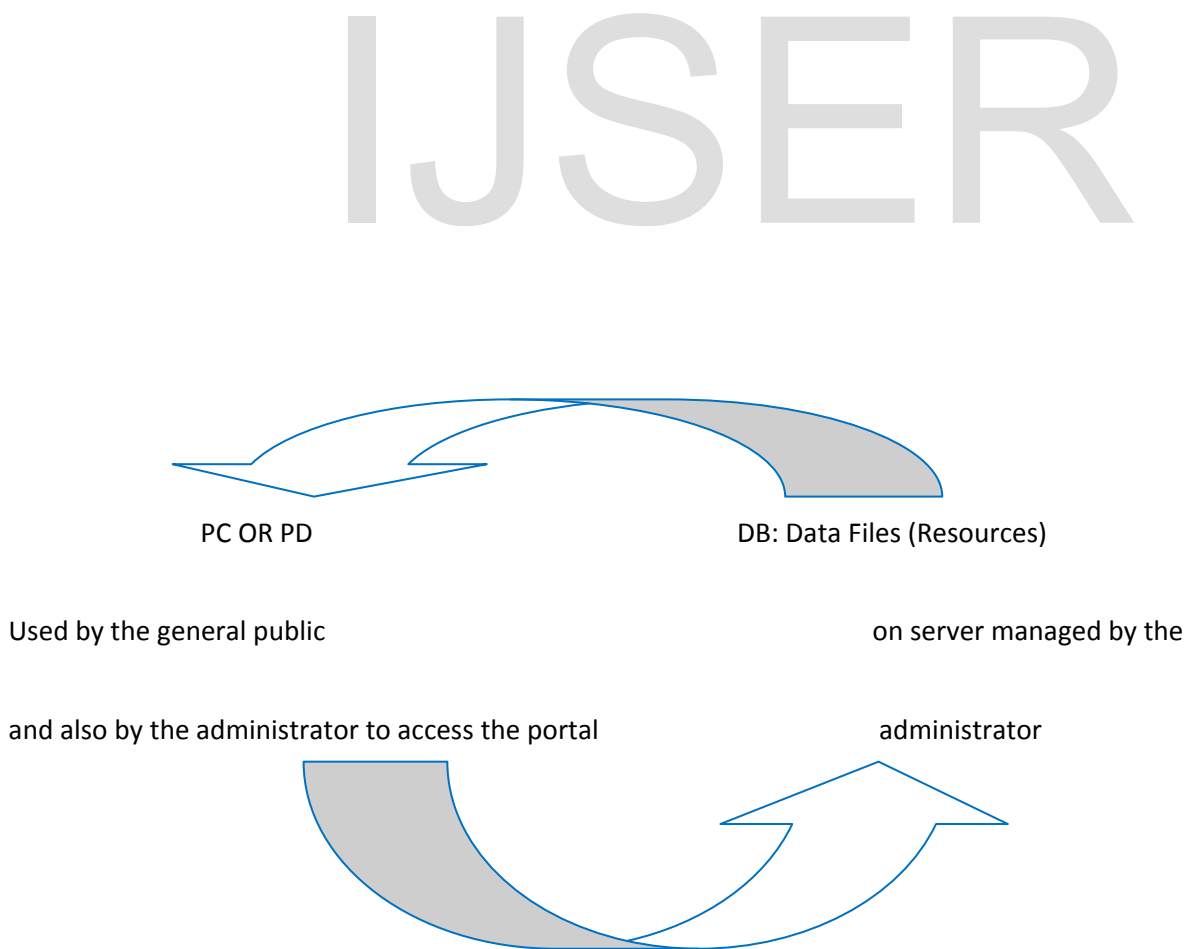 IJSER
PC OR PD DB: Data Files (Resources)
Used by the general public on server managed by the
and also by the administrator to access the portal administrator